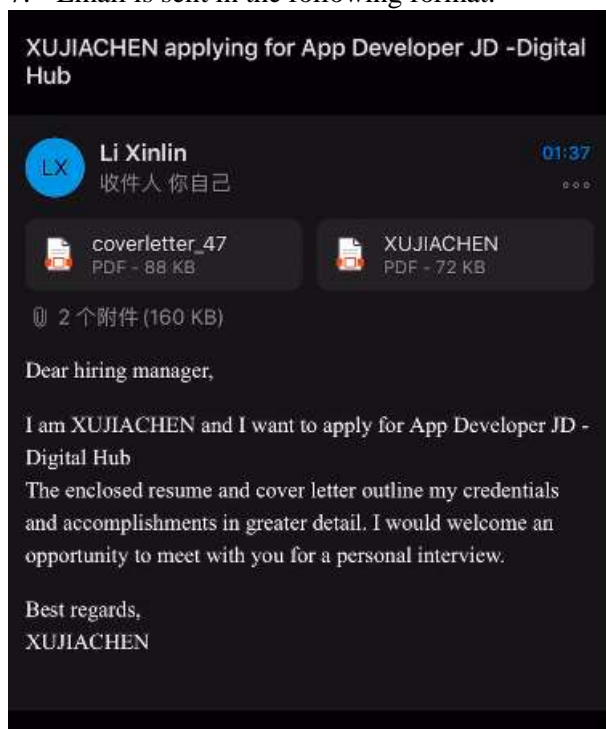 7. Email is sent in the following format:
XUJIACHEN applying for App Developer JD -Digital
Hub
LX
Li Xinlin
01:37
收件人 你自己
coverletter_47
PDF - 88 KB
XUJIACHEN
PDF - 72 KB
2 个附件 (160 KB)
Dear hiring manager,
I am XUJIACHEN and I want to apply for App Developer JD -
Digital Hub
The enclosed resume and cover letter outline my credentials
and accomplishments in greater detail. I would welcome an
opportunity to meet with you for a personal interview.
Best regards,
XUJIACHEN